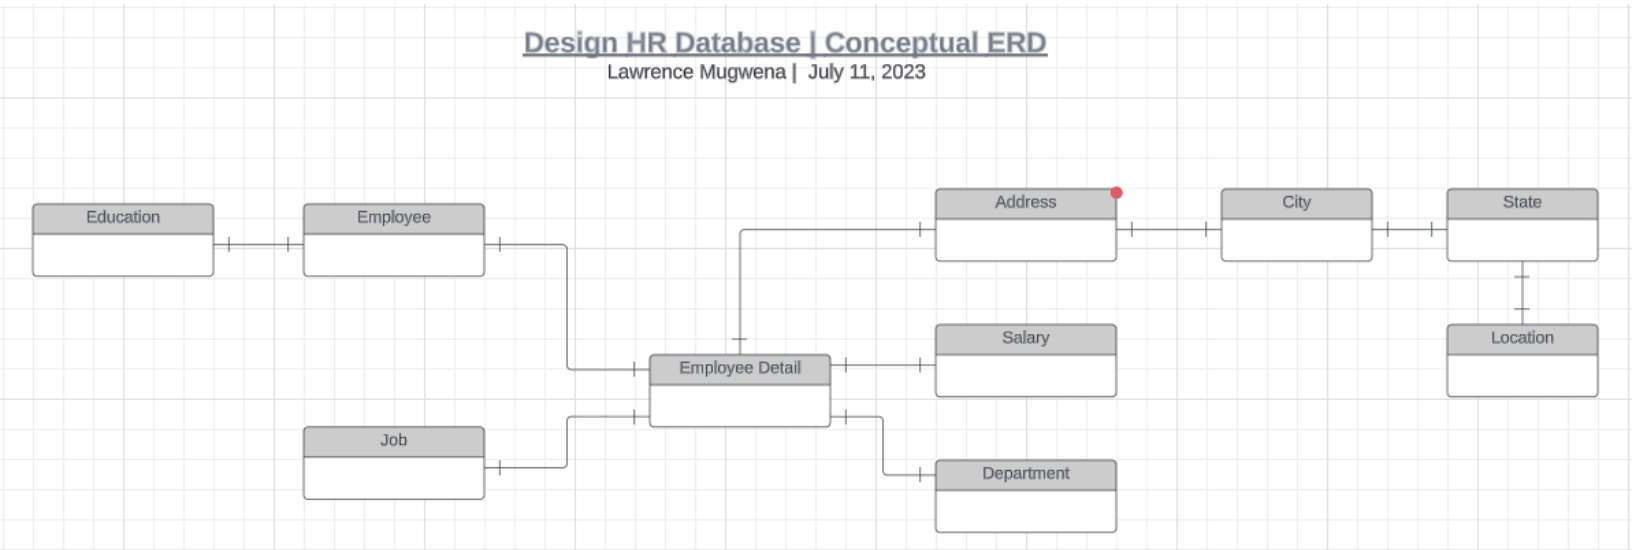 Design HR Database | Conceptual ERD
Lawrence Mugwena | July 11, 2023
Education
Employee
Address
City
State
Salary
Location
Employee Detail
Job
Department